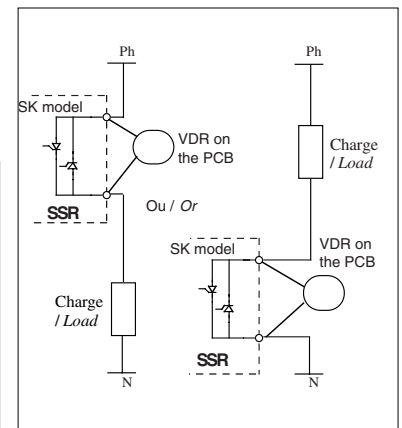 Ph
SK model
VDR on
the PCB
SSR
Ou / Or
Charge
/ Load
N
Ph
Charge
/ Load
SK model
VDR on
the PCB
SSR
N